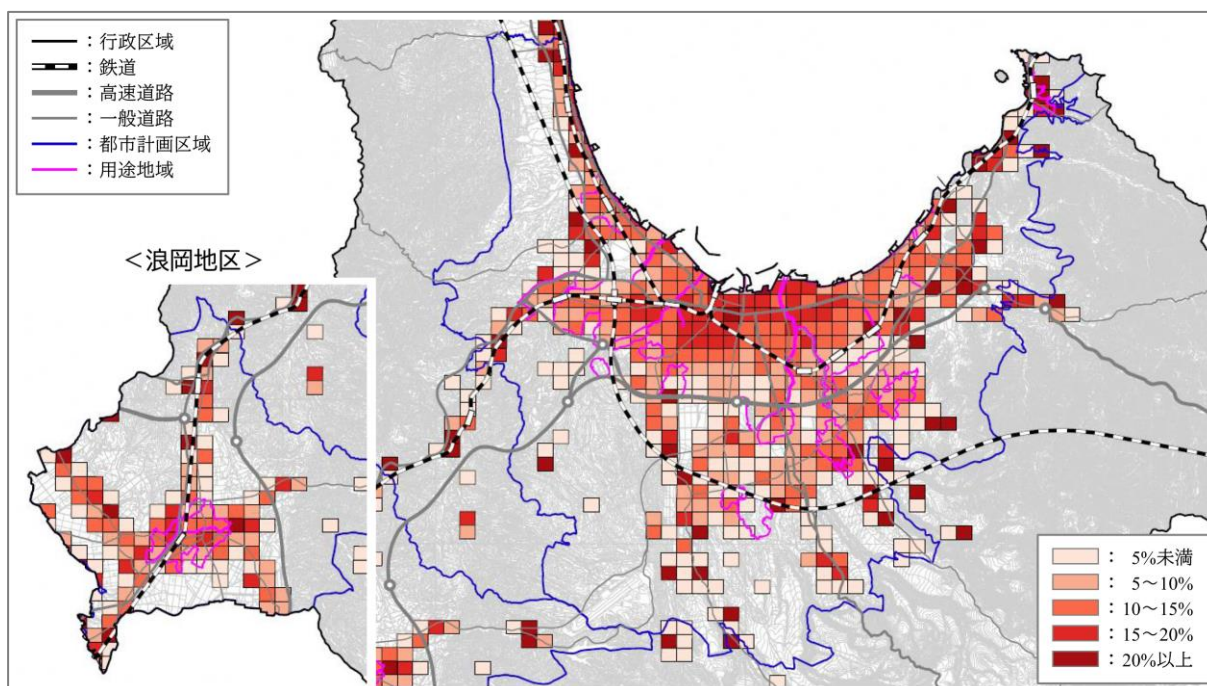 ：行政区域
：鉄道
：高速道路
：一般道路
：都市計画区域
：用途地域
＜浪岡地区＞
： 5%未満
： 5～10%
： 10～15%
： 15～20%
： 20%以上